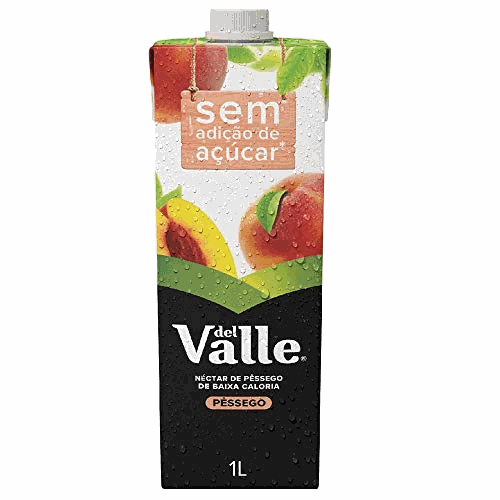 sem
adição de
açúcar*
del
Valle®
NÉCTAR DE PÊSSEGO
DE BAIXA CALORIA
PÊSSEGO
1L